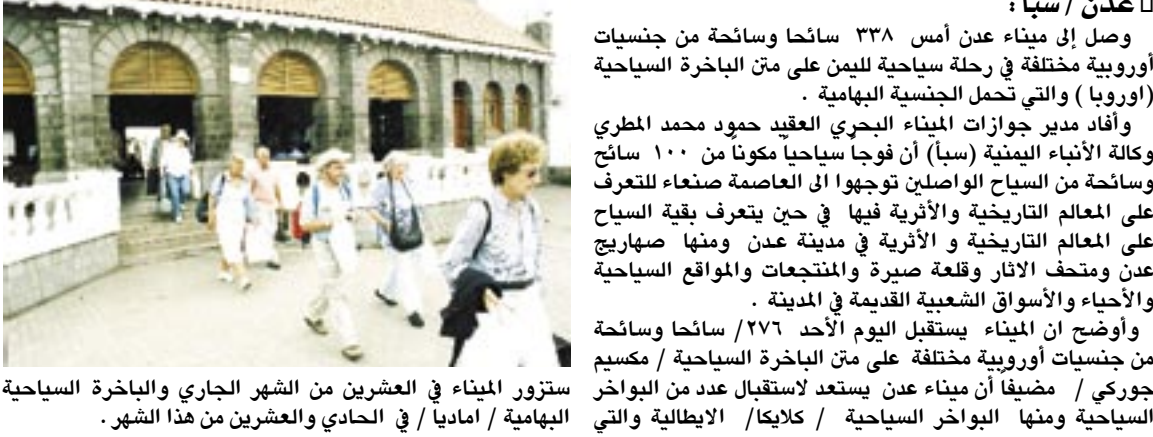 عدن / سبأ :
وصل إلى ميناء عدن أمس ٣٣٨ سائحا وسائحة من جنسيات
أوروبية مختلفة في رحلة سياحية لليمن على متن الباخرة السياحية
(اوروبا ) والتي تحمل الجنسية البهامية .
وأفاد مدير جوازات الميناء البحري العقيد حمود محمد المطري
وكالة الأنباء اليمنية (سبأ) أن فوجاً سياحياً مكوناً من ١٠٠ سائح
وسائحة من السياح الواصلين توجهوا الى العاصمة صنعاء للتعرف
على المعالم التاريخية والأثرية فيها في حين يتعرف بقية السياح
على المعالم التاريخية و الأثرية في مدينة عدن ومنها صهاريج
عدن ومتحف الاثار وقلعة صيرة والمنتجعات والمواقع السياحية
والأحياء والأسواق الشعبية القديمة في المدينة .
وأوضح ان الميناء يستقبل اليوم الأحد ٢٧٦/ سائحا وسائحة
من جنسيات أوروبية مختلفة على متن الباخرة السياحية / مكسيم
جوركي / مضيفاً أن ميناء عدن يستعد لاستقبال عدد من البواخر
السياحية ومنها البواخر السياحية / كلايكا/ الايطالية والتي
ستزور الميناء في العشرين من الشهر الجاري والباخرة السياحية
البهامية / اماديا / في الحادي والعشرين من هذا الشهر .